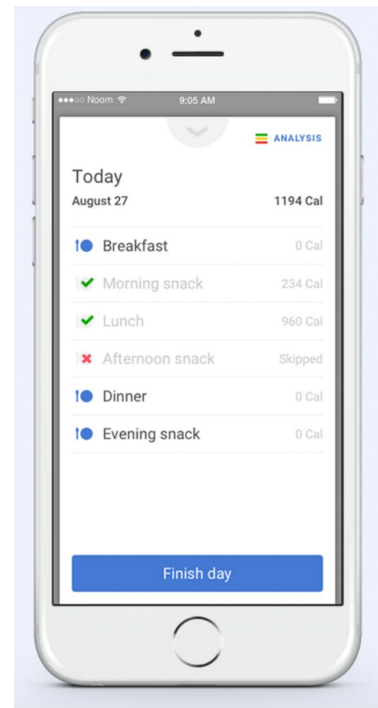 Noom 9:05 AM
ANALYSIS
Today
August 27 1194 Cal
Breakfast 0 Cal
Morning snack 234 Cal
Lunch 960 Cal
Afternoon snack Skipped
Dinner 0 Cal
Evening snack 0 Cal
Finish day